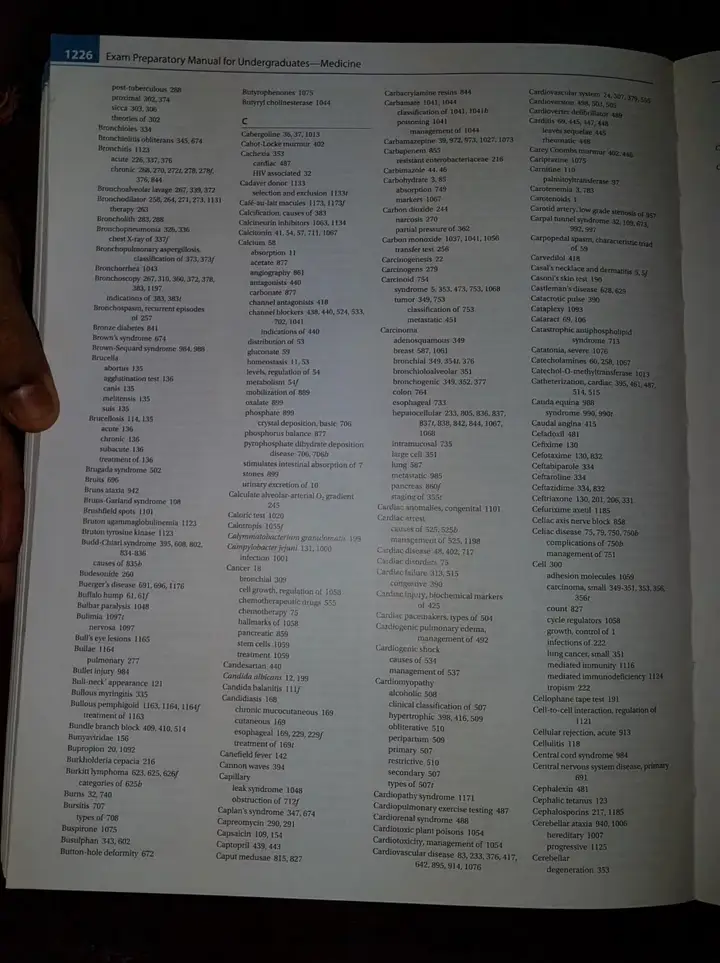 1226 Exam Preparatory Manual for Undergraduates—Medicine
post-tuberculous 288
proximal 302, 374
sicca 303, 306
theories of 302
Bronchioles 334
Bronchiolitis obliterans 345, 674
Bronchitis 1123
acute 226, 337, 376
chronic 268, 270, 272t, 278, 278f,
376, 844
Bronchoalveolar lavage 267, 339, 372
Bronchodilator 258, 264, 271, 273, 1131
therapy 263
Broncholith 283, 288
Bronchopneumonia 326, 336
chest X-ray of 337f
Bronchopulmonary aspergillosis,
classification of 373, 373f
Bronchorrhea 1043
Bronchoscopy 267, 310, 366, 372, 378,
383, 1197
indications of 383, 383t
Bronchospasm, recurrent episodes
of 257
Bronze diabetes 841
Brown's syndrome 674
Brown-Sequard syndrome 984, 988
Brucella
abortus 135
agglutination test 136
canis 135
melitensis 135
suis 135
Brucellosis 114, 135
acute 136
chronic 136
subacute 136
treatment of 136
Brugada syndrome 502
Bruits 696
Bruns ataxia 942
Bruns-Garland syndrome 108
Brushfield spots 1101
Bruton agammaglobulinemia 1123
Bruton tyrosine kinase 1123
Budd-Chiari syndrome 395, 608, 802,
834-836
causes of 835b
Budesonide 260
Buerger's disease 691, 696, 1176
Buffalo hump 61, 61f
Bulbar paralysis 1048
Bulimia 1097t
nervosa 1097
Bull's eye lesions 1165
Bullae 1164
pulmonary 277
Bullet injury 984
Bull-neck' appearance 121
Bullous myringitis 335
Bullous pemphigoid 1163, 1164, 1164f
treatment of 1163
Bundle branch block 409, 410, 514
Bunyaviridae 156
Bupropion 20, 1092
Burkholderia cepacia 216
Burkitt lymphoma 623, 625, 626f
categories of 625b
Burns 32, 740
Bursitis 707
types of 708
Buspirone 1075
Busulphan 343, 602
Button-hole deformity 672
Butyrophenones 1075
Butyryl cholinesterase 1044
C
Cabergoline 36, 37, 1013
Cabot-Locke murmur 402
Cachexia 353
cardiac 487
HIV associated 32
Cadaver donor 1133
selection and exclusion 1133t
Café-au-lait macules 1173, 1173f
Calcification, causes of 383
Calcineurin inhibitors 1063, 1134
Calcitonin 41, 54, 57, 711, 1067
Calcium 58
absorption 11
acetate 877
angiography 861
antagonists 440
carbonate 877
channel antagonists 418
channel blockers 438, 440, 524, 533,
702, 1041
indications of 440
distribution of 53
gluconate 59
homeostasis 11, 53
levels, regulation of 54
metabolism 54f
mobilization of 889
oxalate 899
phosphate 899
crystal deposition, basic 706
phosphorus balance 877
pyrophosphate dihydrate deposition
disease 706, 706b
stimulates intestinal absorption of 7
stones 899
urinary excretion of 10
Calculate alveolar-arterial O₂ gradient
245
Caloric test 1020
Calotropis 1055f
Calymmatobacterium granulomatis 199
Campylobacter jejuni 131, 1000
infection 1001
Cancer 18
bronchial 309
cell growth, regulation of 1058
chemotherapeutic drugs 555
chemotherapy 75
hallmarks of 1058
pancreatic 859
stem cells 1059
treatment 1059
Candesartan 440
Candida albicans 12, 199
Candida balanitis 111f
Candidiasis 168
chronic mucocutaneous 169
cutaneous 169
esophageal 169, 229, 229f
treatment of 169t
Canefield fever 142
Cannon waves 394
Capillary
leak syndrome 1048
obstruction of 712f
Caplan's syndrome 347, 674
Capreomycin 290, 291
Capsaicin 109, 154
Captopril 439, 443
Caput medusae 815, 827
Carbacrylamine resins 844
Carbamate 1041, 1044
classification of 1041, 1041b
poisoning 1041
management of 1044
Carbamazepine 39, 972, 973, 1027, 1073
Carbapenem 855
resistant enterobacteriaceae 216
Carbimazole 44, 46
Carbohydrate 3, 85
absorption 749
markers 1067
Carbon dioxide 244
narcosis 270
partial pressure of 362
Carbon monoxide 1037, 1041, 1056
transfer test 256
Carcinogenesis 22
Carcinogens 279
Carcinoid 754
syndrome 5, 353, 473, 753, 1068
tumor 349, 753
classification of 753
metastatic 451
Carcinoma
adenosquamous 349
breast 587, 1061
bronchial 349, 354t, 376
bronchioloalveolar 351
bronchogenic 349, 352, 377
colon 764
esophageal 733
hepatocellular 233, 805, 836, 837,
837t, 838, 842, 844, 1067,
1068
intramucosal 735
large cell 351
lung 587
metastatic 985
pancreas 860f
staging of 355t
Cardiac anomalies, congenital 1101
Cardiac arrest
causes of 525, 525b
management of 525, 1198
Cardiac disease 48, 402, 717
Cardiac disorders 75
Cardiac failure 313, 515
congestive 390
Cardiac injury, biochemical markers
of 425
Cardiac pacemakers, types of 504
Cardiogenic pulmonary edema,
management of 492
Cardiogenic shock
causes of 534
management of 537
Cardiomyopathy
alcoholic 508
clinical classification of 507
hypertrophic 398, 416, 509
obliterative 510
peripartum 509
primary 507
restrictive 510
secondary 507
types of 507t
Cardiopathy syndrome 1171
Cardiopulmonary exercise testing 487
Cardiorenal syndrome 488
Cardiotoxic plant poisons 1054
Cardiotoxicity, management of 1054
Cardiovascular disease 83, 233, 376, 417,
642, 895, 914, 1076
Cardiovascular system
Cardioversion 498, 501, 505
Cardioverter defibrillator 489
Carditis 69, 445, 447, 448
leaves sequelae 445
rheumatic 448
Carey Coombs murmur 402, 446
Cariprazine 1075
Carnitine 110
palmitoyltransferase 97
Carotenemia 3, 783
Carotenoids 1
Carotid artery, low grade stenosis of 957
Carpal tunnel syndrome 32, 109, 673,
992, 997
Carpopedal spasm, characteristic triad
of 59
Carvedilol 418
Casal's necklace and dermatitis 5, 5f
Casoni's skin test 196
Castleman's disease 628, 629
Catacrotic pulse 390
Cataplexy 1093
Cataract 69, 106
Catastrophic antiphospholipid
syndrome 713
Catatonia, severe 1076
Catecholamines 66, 258, 1067
Catechol-O-methyltransferase 1013
Catheterization, cardiac 395, 461, 487,
514, 515
Cauda equina 988
syndrome 990, 990t
Caudal angina 415
Cefadoxil 481
Cefixime 130
Cefotaxime 130, 832
Ceftabiparole 334
Ceftaroline 334
Ceftazidime 334, 832
Ceftriaxone 130, 201, 206, 331
Cefuroxime axetil 1185
Celiac axis nerve block 858
Celiac disease 75, 79, 750, 750b
complications of 750b
management of 751
Cell 300
adhesion molecules 1059
carcinoma, small 349-351, 353, 356,
356t
count 827
cycle regulators 1058
growth, control of 1
infections of 222
lung cancer, small 351
mediated immunity 1116
mediated immunodeficiency 1124
tropism 222
Cellophane tape test 191
Cell-to-cell interaction, regulation of
1121
Cellular rejection, acute 913
Cellulitis 118
Central cord syndrome 984
Central nervous system disease, primary
691
Cephalexin 481
Cephalic tetanus 123
Cephalosporins 217, 1185
Cerebellar ataxia 940, 1006
hereditary 1007
progressive 1125
Cerebellar
degeneration 353